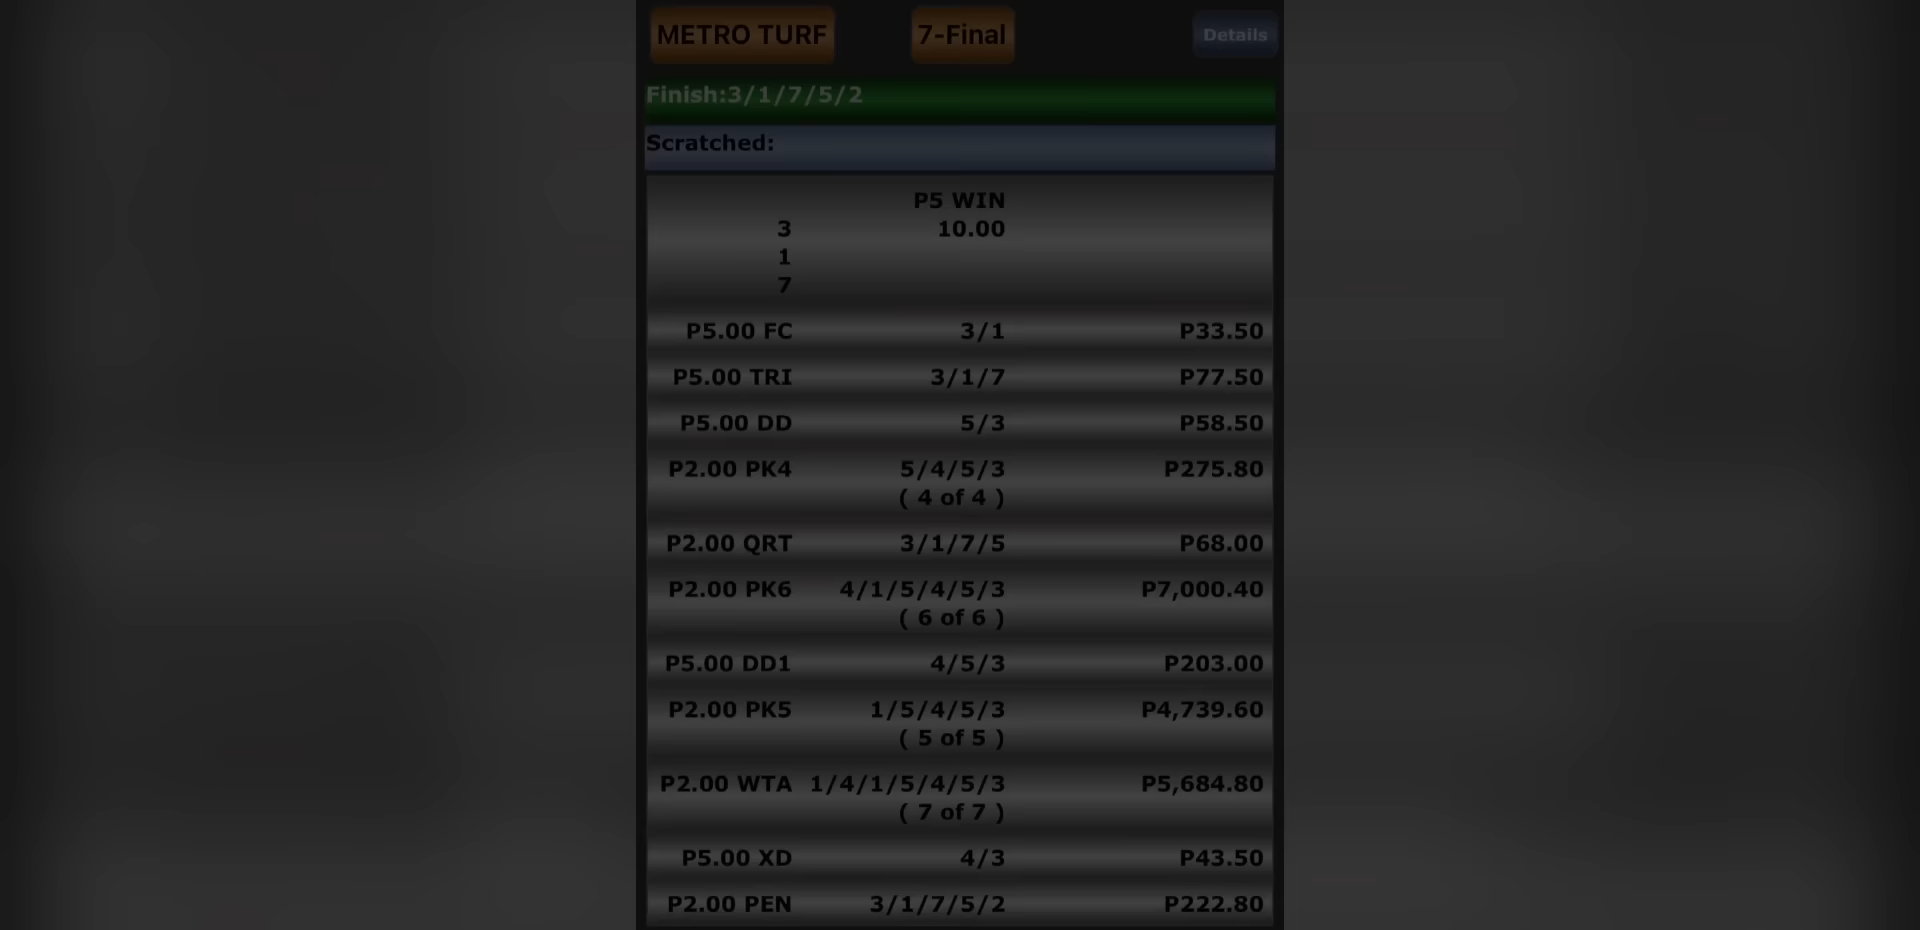 METRO TURF 7-Final Details
Finish:3/1/7/5/2
Scratched:
P5 WIN
3 10.00
1
7
P5.00 FC 3/1 P33.50
P5.00 TRI 3/1/7 P77.50
P5.00 DD 5/3 P58.50
P2.00 PK4 5/4/5/3 P275.80
( 4 of 4 )
P2.00 QRT 3/1/7/5 P68.00
P2.00 PK6 4/1/5/4/5/3 P7,000.40
( 6 of 6 )
P5.00 DD1 4/5/3 P203.00
P2.00 PK5 1/5/4/5/3 P4,739.60
( 5 of 5 )
P2.00 WTA 1/4/1/5/4/5/3 P5,684.80
( 7 of 7 )
P5.00 XD 4/3 P43.50
P2.00 PEN 3/1/7/5/2 P222.80